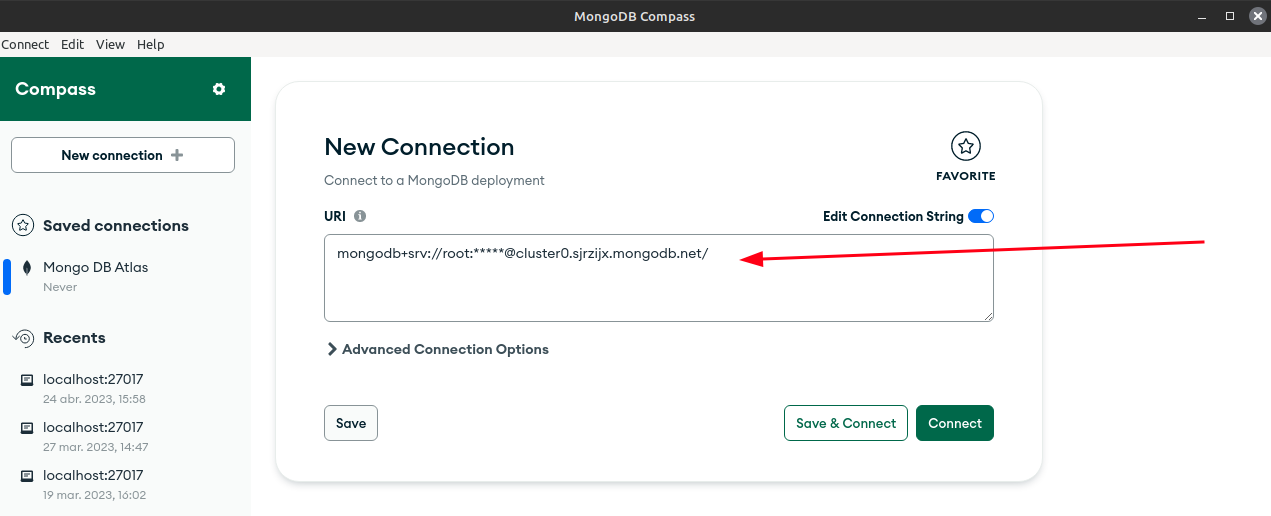 MongoDB Compass
Connect Edit View Help
Compass
New connection
Saved connections
Mongo DB Atlas
Never
Recents
localhost:27017
24 abr. 2023, 15:58
localhost:27017
27 mar. 2023, 14:47
localhost:27017
19 mar. 2023, 16:02
New Connection
FAVORITE
Connect to a MongoDB deployment
URI
Edit Connection String
mongodb+srv://root:*****@cluster0.sjrzijx.mongodb.net/
Advanced Connection Options
Save
Save & Connect
Connect